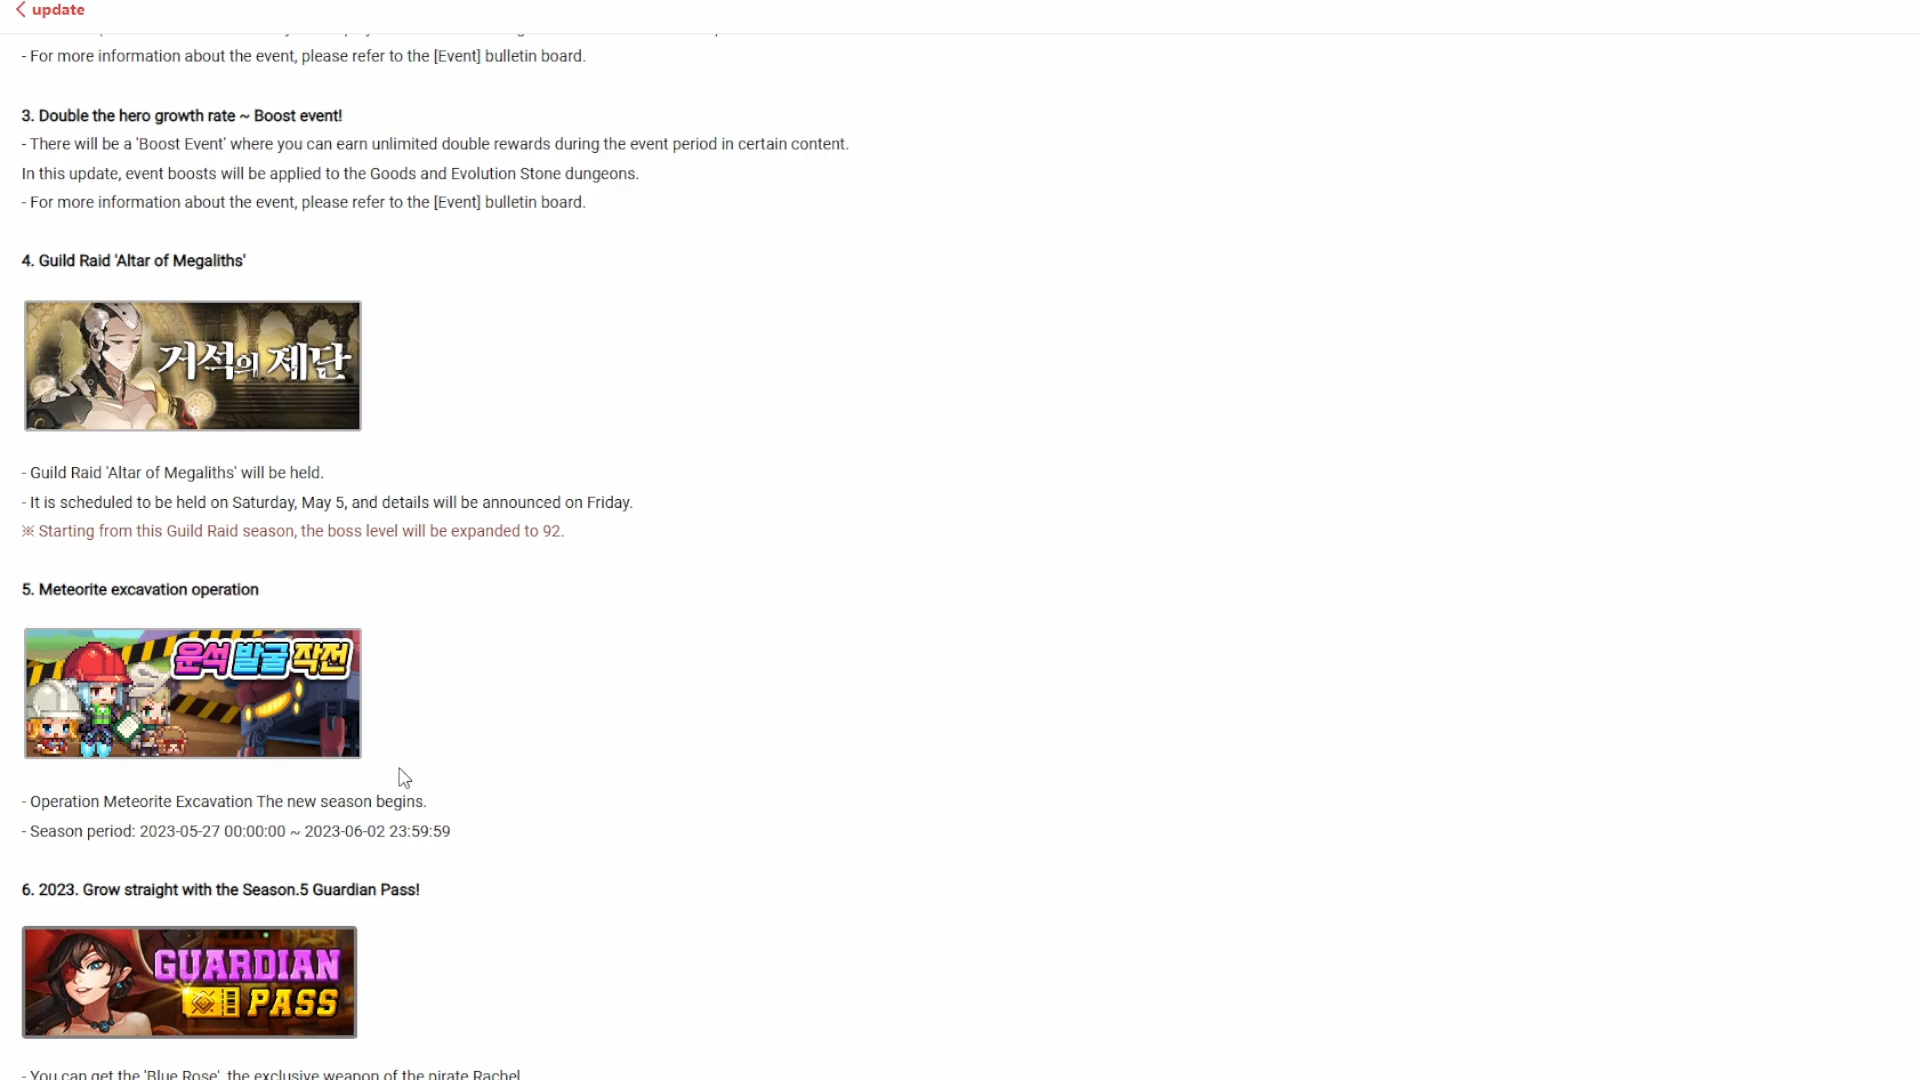 update
- For more information about the event, please refer to the [Event] bulletin board.
3. Double the hero growth rate ~ Boost event!
- There will be a 'Boost Event' where you can earn unlimited double rewards during the event period in certain content.
In this update, event boosts will be applied to the Goods and Evolution Stone dungeons.
- For more information about the event, please refer to the [Event] bulletin board.
4. Guild Raid 'Altar of Megaliths'
거석의 제단
- Guild Raid 'Altar of Megaliths' will be held.
- It is scheduled to be held on Saturday, May 5, and details will be announced on Friday.
※ Starting from this Guild Raid season, the boss level will be expanded to 92.
5. Meteorite excavation operation
운석 발굴 작전
- Operation Meteorite Excavation The new season begins.
- Season period: 2023-05-27 00:00:00 ~ 2023-06-02 23:59:59
6. 2023. Grow straight with the Season.5 Guardian Pass!
GUARDIAN
PASS
- You can get the 'Blue Rose', the exclusive weapon of the pirate Rachel